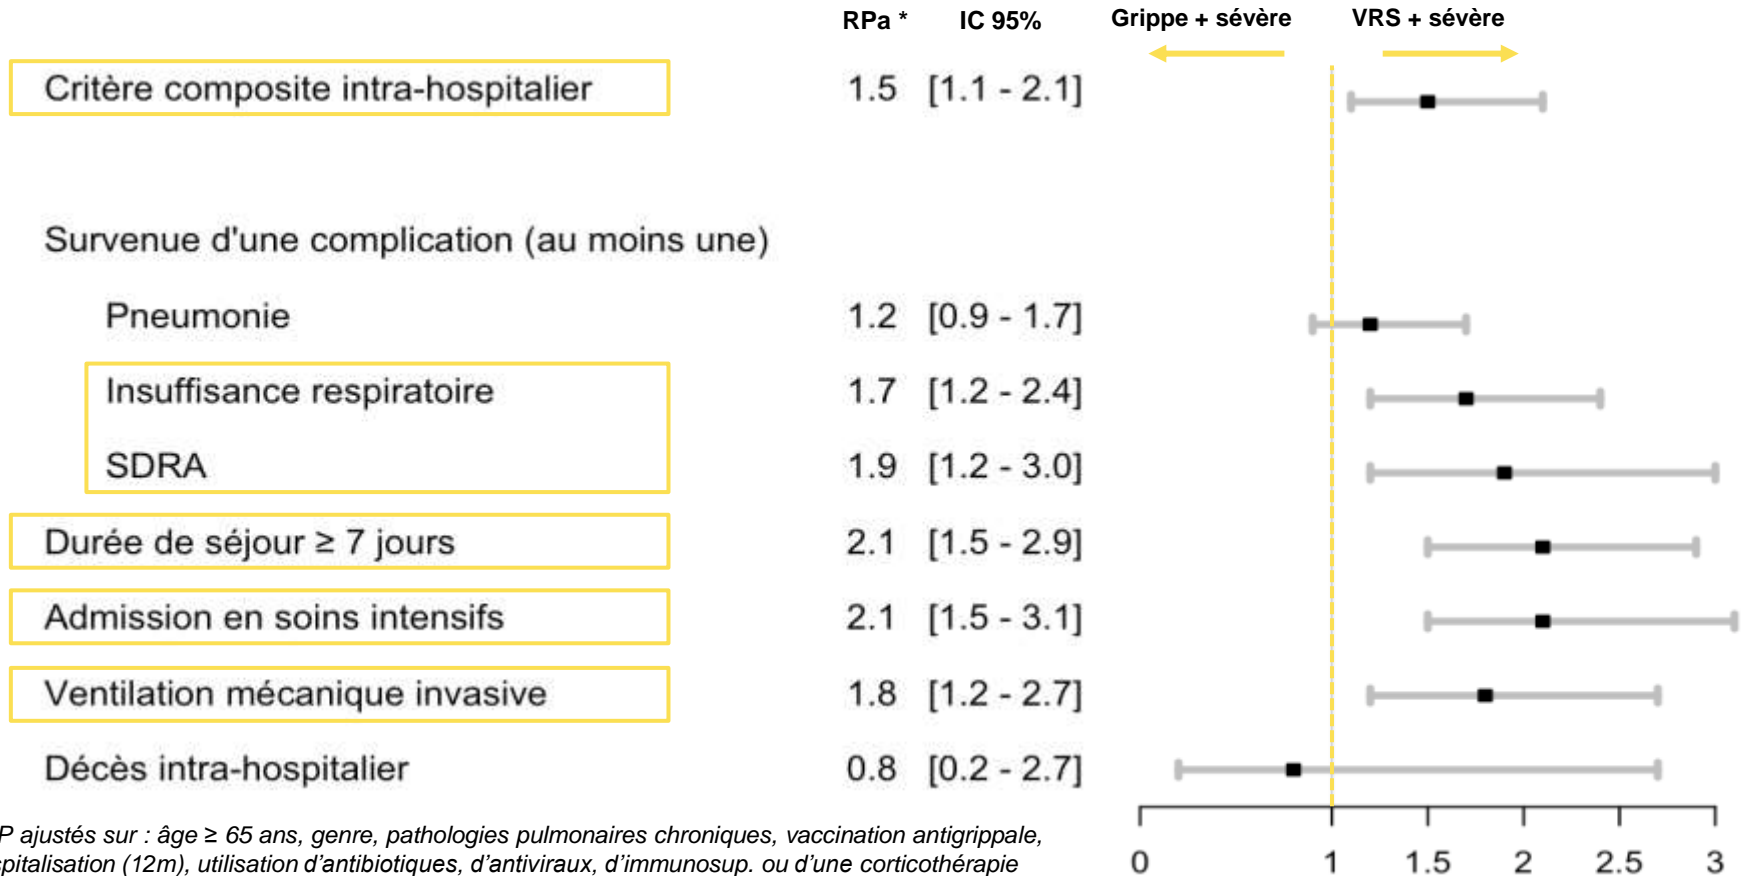 RPa * IC 95% Grippe + sévère VRS + sévère
Critère composite intra-hospitalier 1.5 [1.1 - 2.1]
Survenue d'une complication (au moins une)
Pneumonie 1.2 [0.9 - 1.7]
Insuffisance respiratoire 1.7 [1.2 - 2.4]
SDRA 1.9 [1.2 - 3.0]
Durée de séjour ≥ 7 jours 2.1 [1.5 - 2.9]
Admission en soins intensifs 2.1 [1.5 - 3.1]
Ventilation mécanique invasive 1.8 [1.2 - 2.7]
Décès intra-hospitalier 0.8 [0.2 - 2.7]
P ajustés sur : âge ≥ 65 ans, genre, pathologies pulmonaires chroniques, vaccination antigrippale,
spitalisation (12m), utilisation d'antibiotiques, d'antiviraux, d'immunosup. ou d'une corticothérapie
0 1 1.5 2 2.5 3